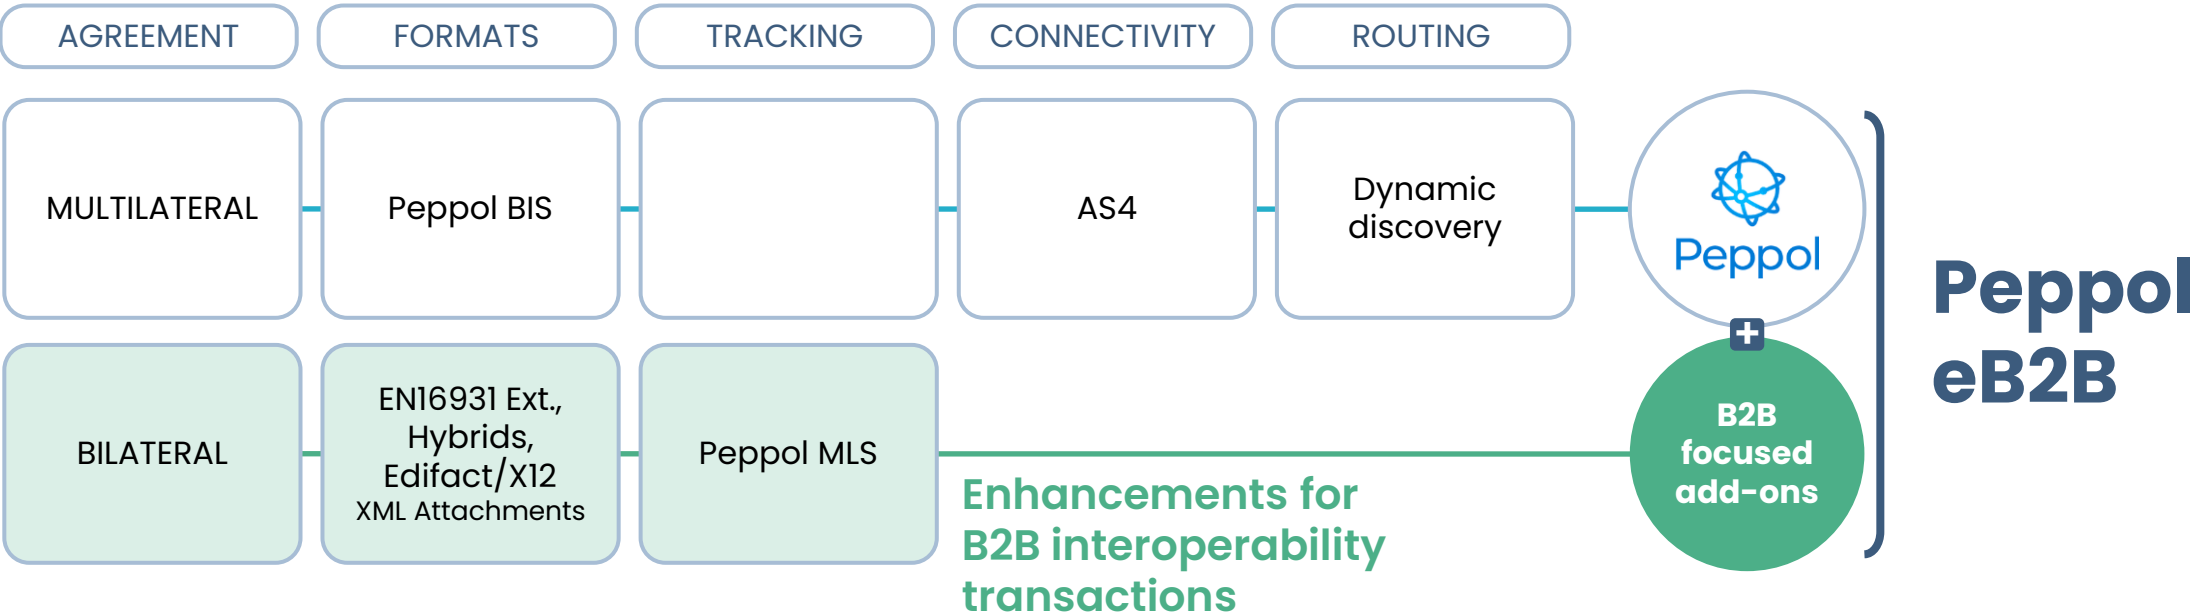 AGREEMENT
FORMATS
TRACKING
CONNECTIVITY
ROUTING
MULTILATERAL
Peppol BIS
AS4
Dynamic
discovery
Peppol
+
BILATERAL
EN16931 Ext.,
Hybrids,
Edifact/X12
XML Attachments
Peppol MLS
Enhancements for
B2B interoperability
transactions
B2B
focused
add-ons
Peppol
eB2B